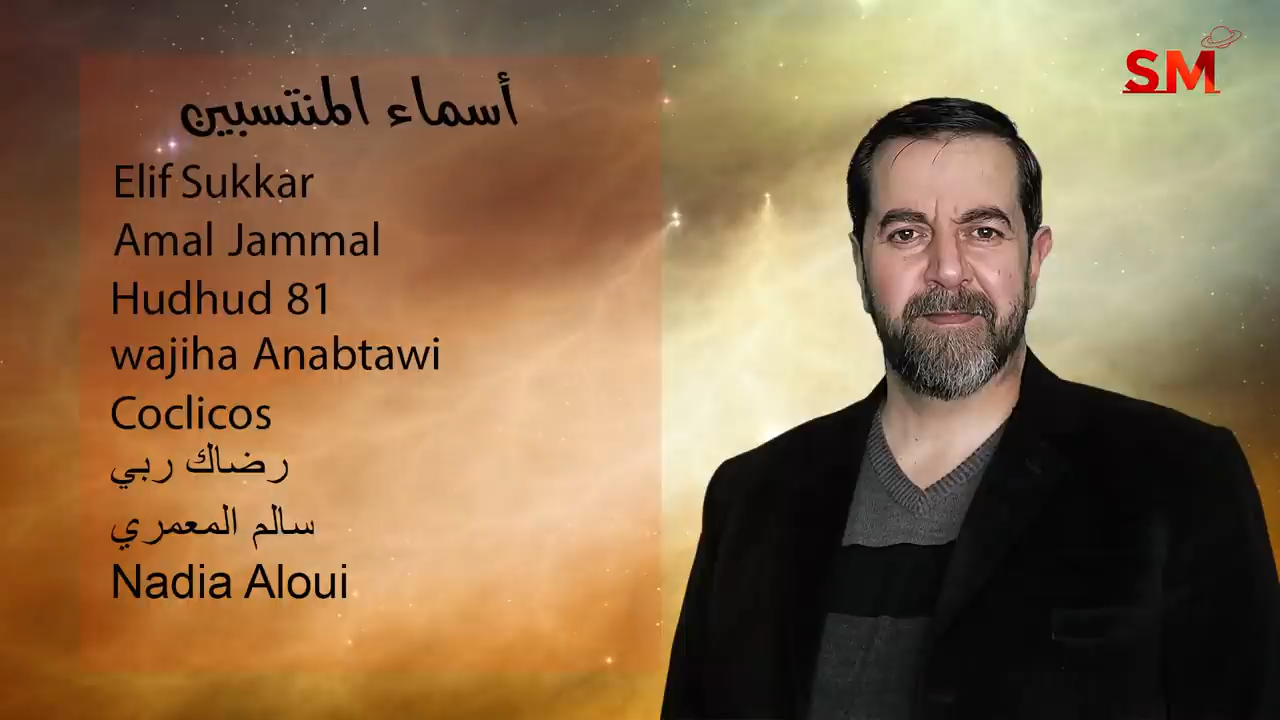 SM
أسماء المنتسبين
Elif Sukkar
Amal Jammal
Hudhud 81
wajiha Anabtawi
Coclicos
رضاك ربي
سالم المعمري
Nadia Aloui